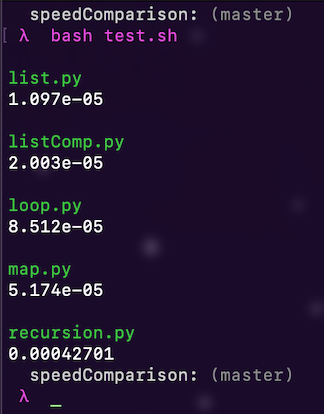 speedComparison: (master)
[ λ bash test.sh
list.py
1.097e-05
listComp.py
2.003e-05
loop.py
8.512e-05
map.py
5.174e-05
recursion.py
0.00042701
speedComparison: (master)
λ _